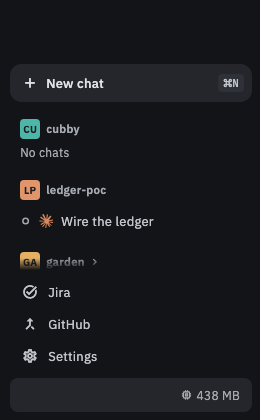 New chat ⌘N
CU cubby
No chats
LP ledger-poc
Wire the ledger
GA garden
Jira
GitHub
Settings
438 MB